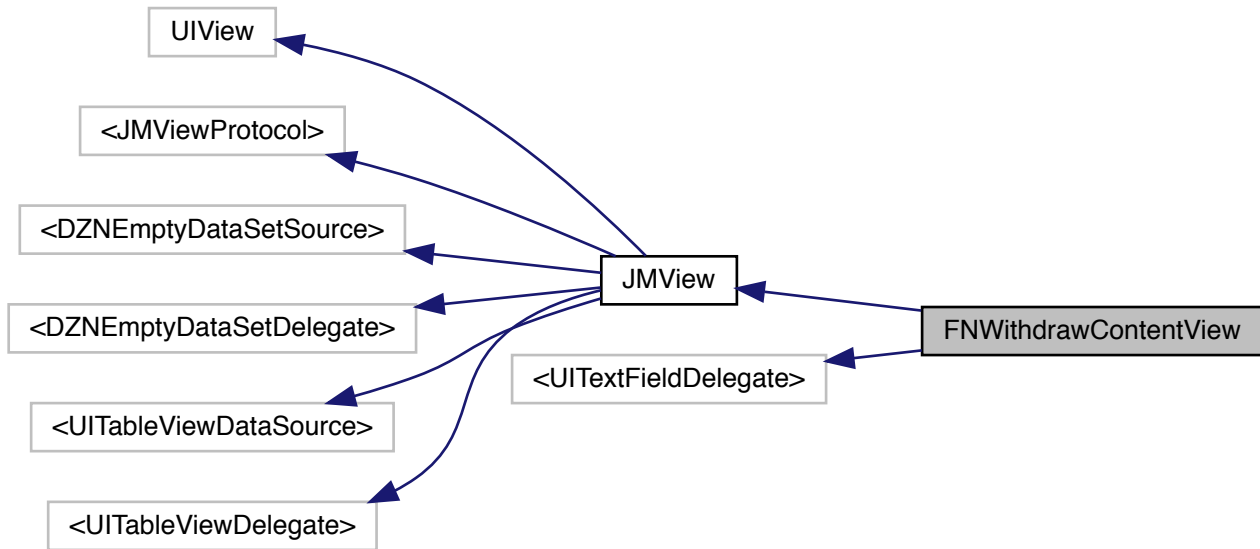 UIView
<JMViewProtocol>
<DZNEmptyDataSetSource>
JMView
<DZNEmptyDataSetDelegate>
FNWithdrawContentView
<UITextFieldDelegate>
<UITableViewDataSource>
<UITableViewDelegate>